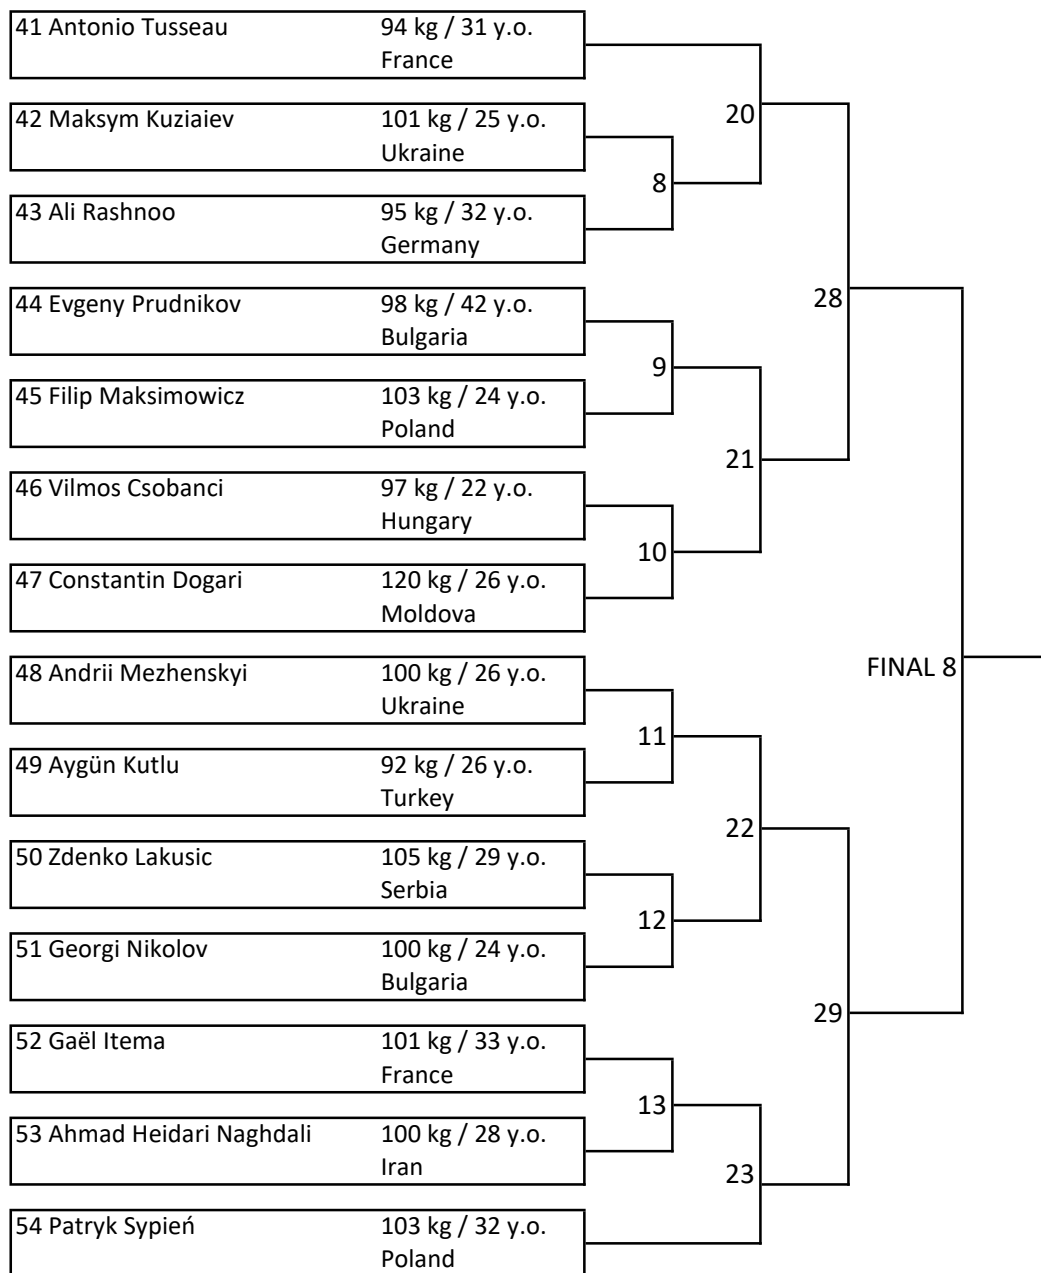 41 Antonio Tusseau 94 kg / 31 y.o.
France
20
42 Maksym Kuziaiev 101 kg / 25 y.o.
Ukraine
8
43 Ali Rashnoo 95 kg / 32 y.o.
Germany
28
44 Evgeny Prudnikov 98 kg / 42 y.o.
Bulgaria
9
45 Filip Maksimowicz 103 kg / 24 y.o.
Poland
21
46 Vilmos Csobanci 97 kg / 22 y.o.
Hungary
10
47 Constantin Dogari 120 kg / 26 y.o.
Moldova
FINAL 8
48 Andrii Mezhenskyi 100 kg / 26 y.o.
Ukraine
11
49 Aygün Kutlu 92 kg / 26 y.o.
Turkey
22
50 Zdenko Lakusic 105 kg / 29 y.o.
Serbia
12
51 Georgi Nikolov 100 kg / 24 y.o.
Bulgaria
29
52 Gaël Itema 101 kg / 33 y.o.
France
13
53 Ahmad Heidari Naghdali 100 kg / 28 y.o.
Iran
23
54 Patryk Sypień 103 kg / 32 y.o.
Poland